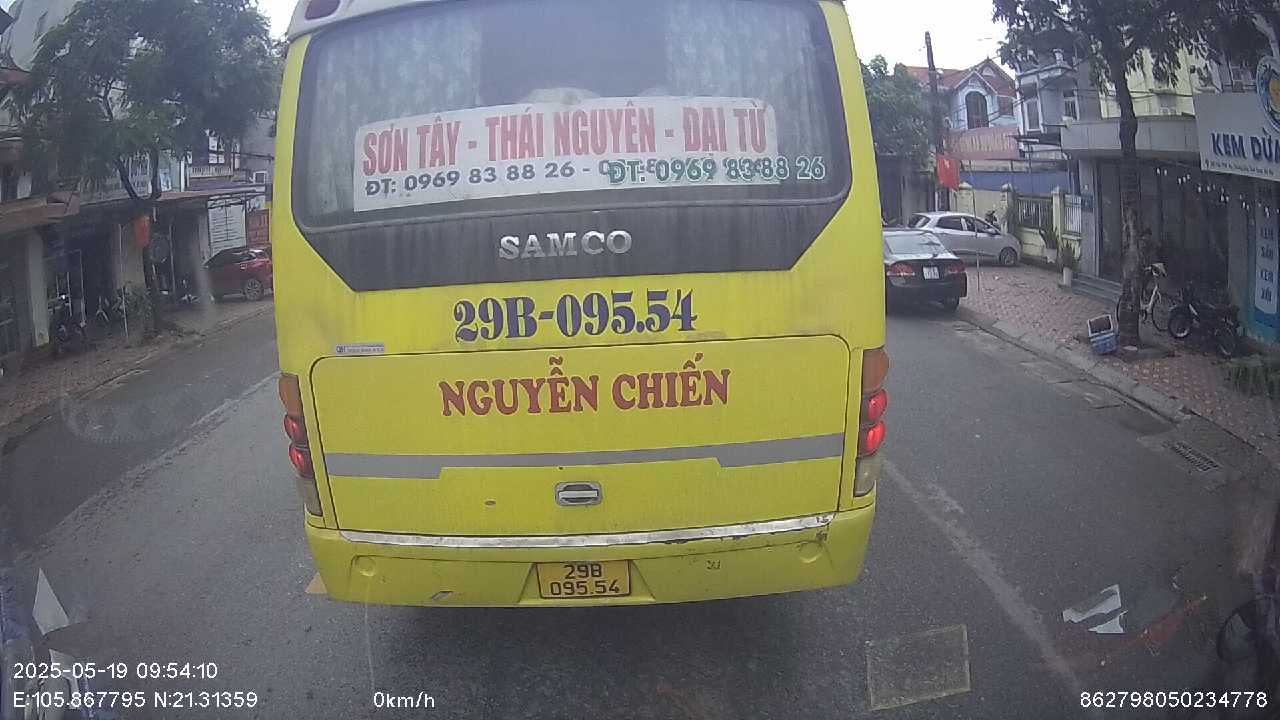 SƠN TÂY - THÁI NGUYÊN - ĐẠI TỪ
ĐT: 0969 83 88 26 -
ĐT: 0969 83 88 26
SAMCO
29B-095.54
NGUYỄN CHIẾN
29B
095.54
KEM DỪA
2025-05-19 09:54:10
E:105.867795 N:21.31359
0km/h
862798050234778